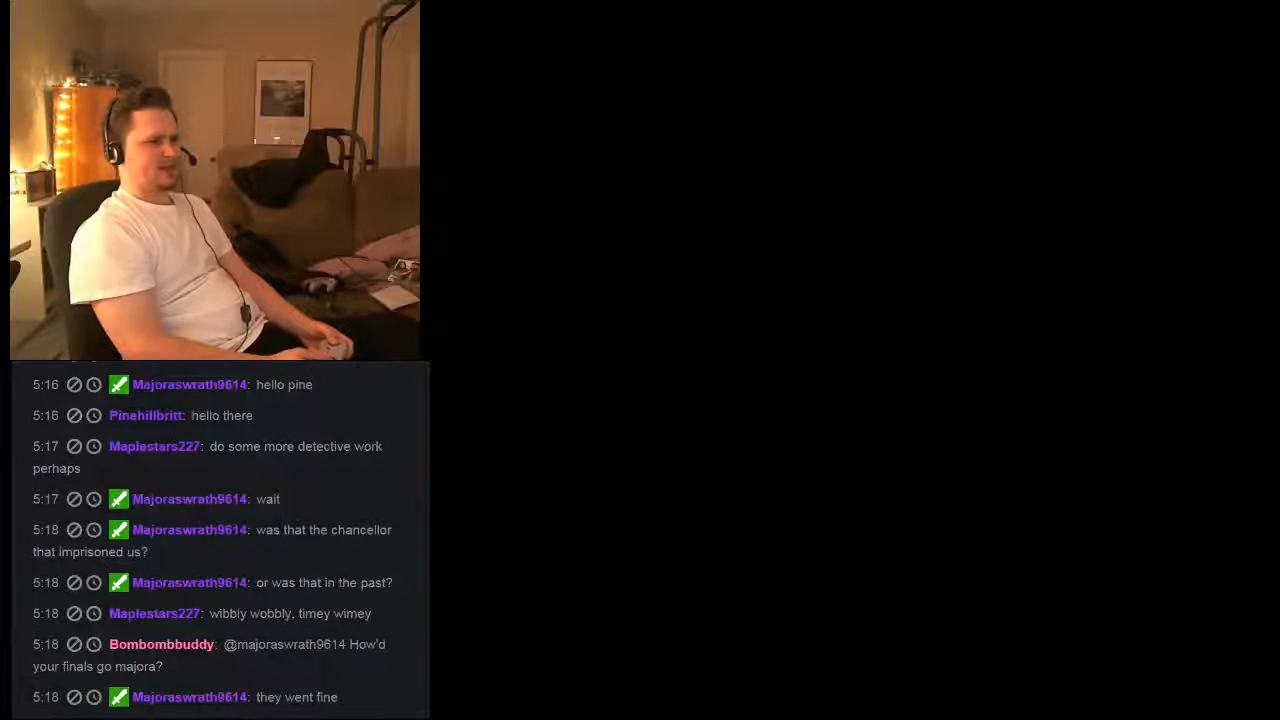 5:16 Majoraswrath9614: hello pine
5:16 Pinehillbritt: hello there
5:17 Maplestars227: do some more detective work
perhaps
5:17 Majoraswrath9614: wait
5:18 Majoraswrath9614: was that the chancellor
that imprisoned us?
5:18 Majoraswrath9614: or was that in the past?
5:18 Maplestars227: wibbly wobbly, timey wimey
5:18 Bombombbuddy: @majoraswrath9614 How'd
your finals go majora?
5:18 Majoraswrath9614: they went fine